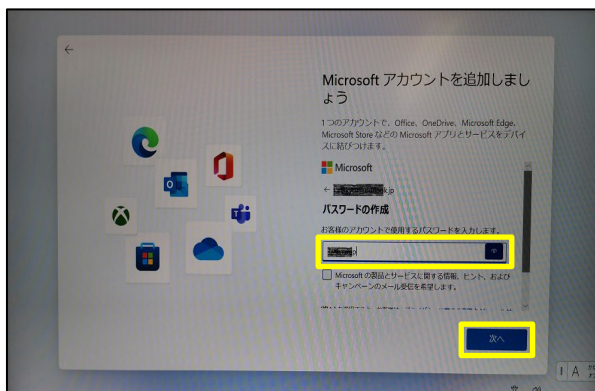 Microsoft アカウントを追加しまし
ょう
1 つのアカウントで、Office、OneDrive、Microsoft Edge、
Microsoft Store などの Microsoft アプリとサービスをデバイ
スに結びつけます。
Microsoft
パスワードの作成
お客様のアカウントで使用するパスワードを入力します。
Microsoft の製品とサービスに関する情報、ヒント、および
キャンペーンのメール受信を希望します。
次へ
A